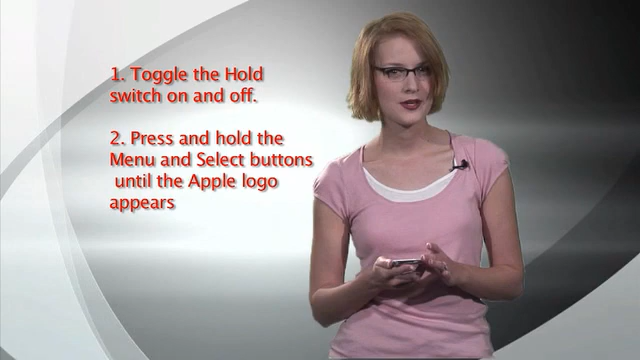 1. Toggle the Hold
switch on and off.
2. Press and hold the
Menu and Select buttons
until the Apple logo
appears